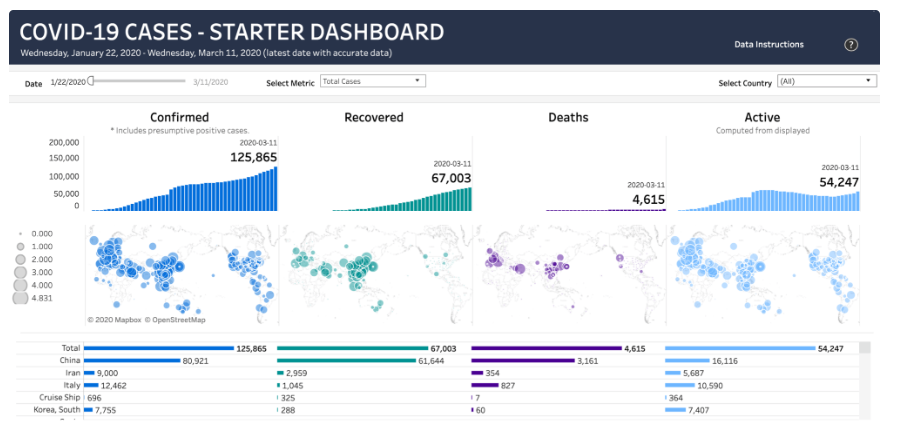 COVID-19 CASES - STARTER DASHBOARD
Wednesday, January 22, 2020 - Wednesday, March 11, 2020 (latest date with accurate data)
Data Instructions ?
Date 1/22/2020 3/11/2020 Select Metric Total Cases Select Country (All)
Confirmed Recovered Deaths Active
* Includes presumptive positive cases. Computed from displayed
200,000
150,000
100,000
50,000
0
2020-03-11
125,865
2020-03-11
67,003
2020-03-11
4,615
2020-03-11
54,247
0.000
1.000
2.000
3.000
4.000
4.831
© 2020 Mapbox © OpenStreetMap
Total 125,865 67,003 4,615 54,247
China 80,921 61,644 3,161 16,116
Iran 9,000 2,959 354 5,687
Italy 12,462 1,045 827 10,590
Cruise Ship 696 325 7 364
Korea, South 7,755 288 60 7,407